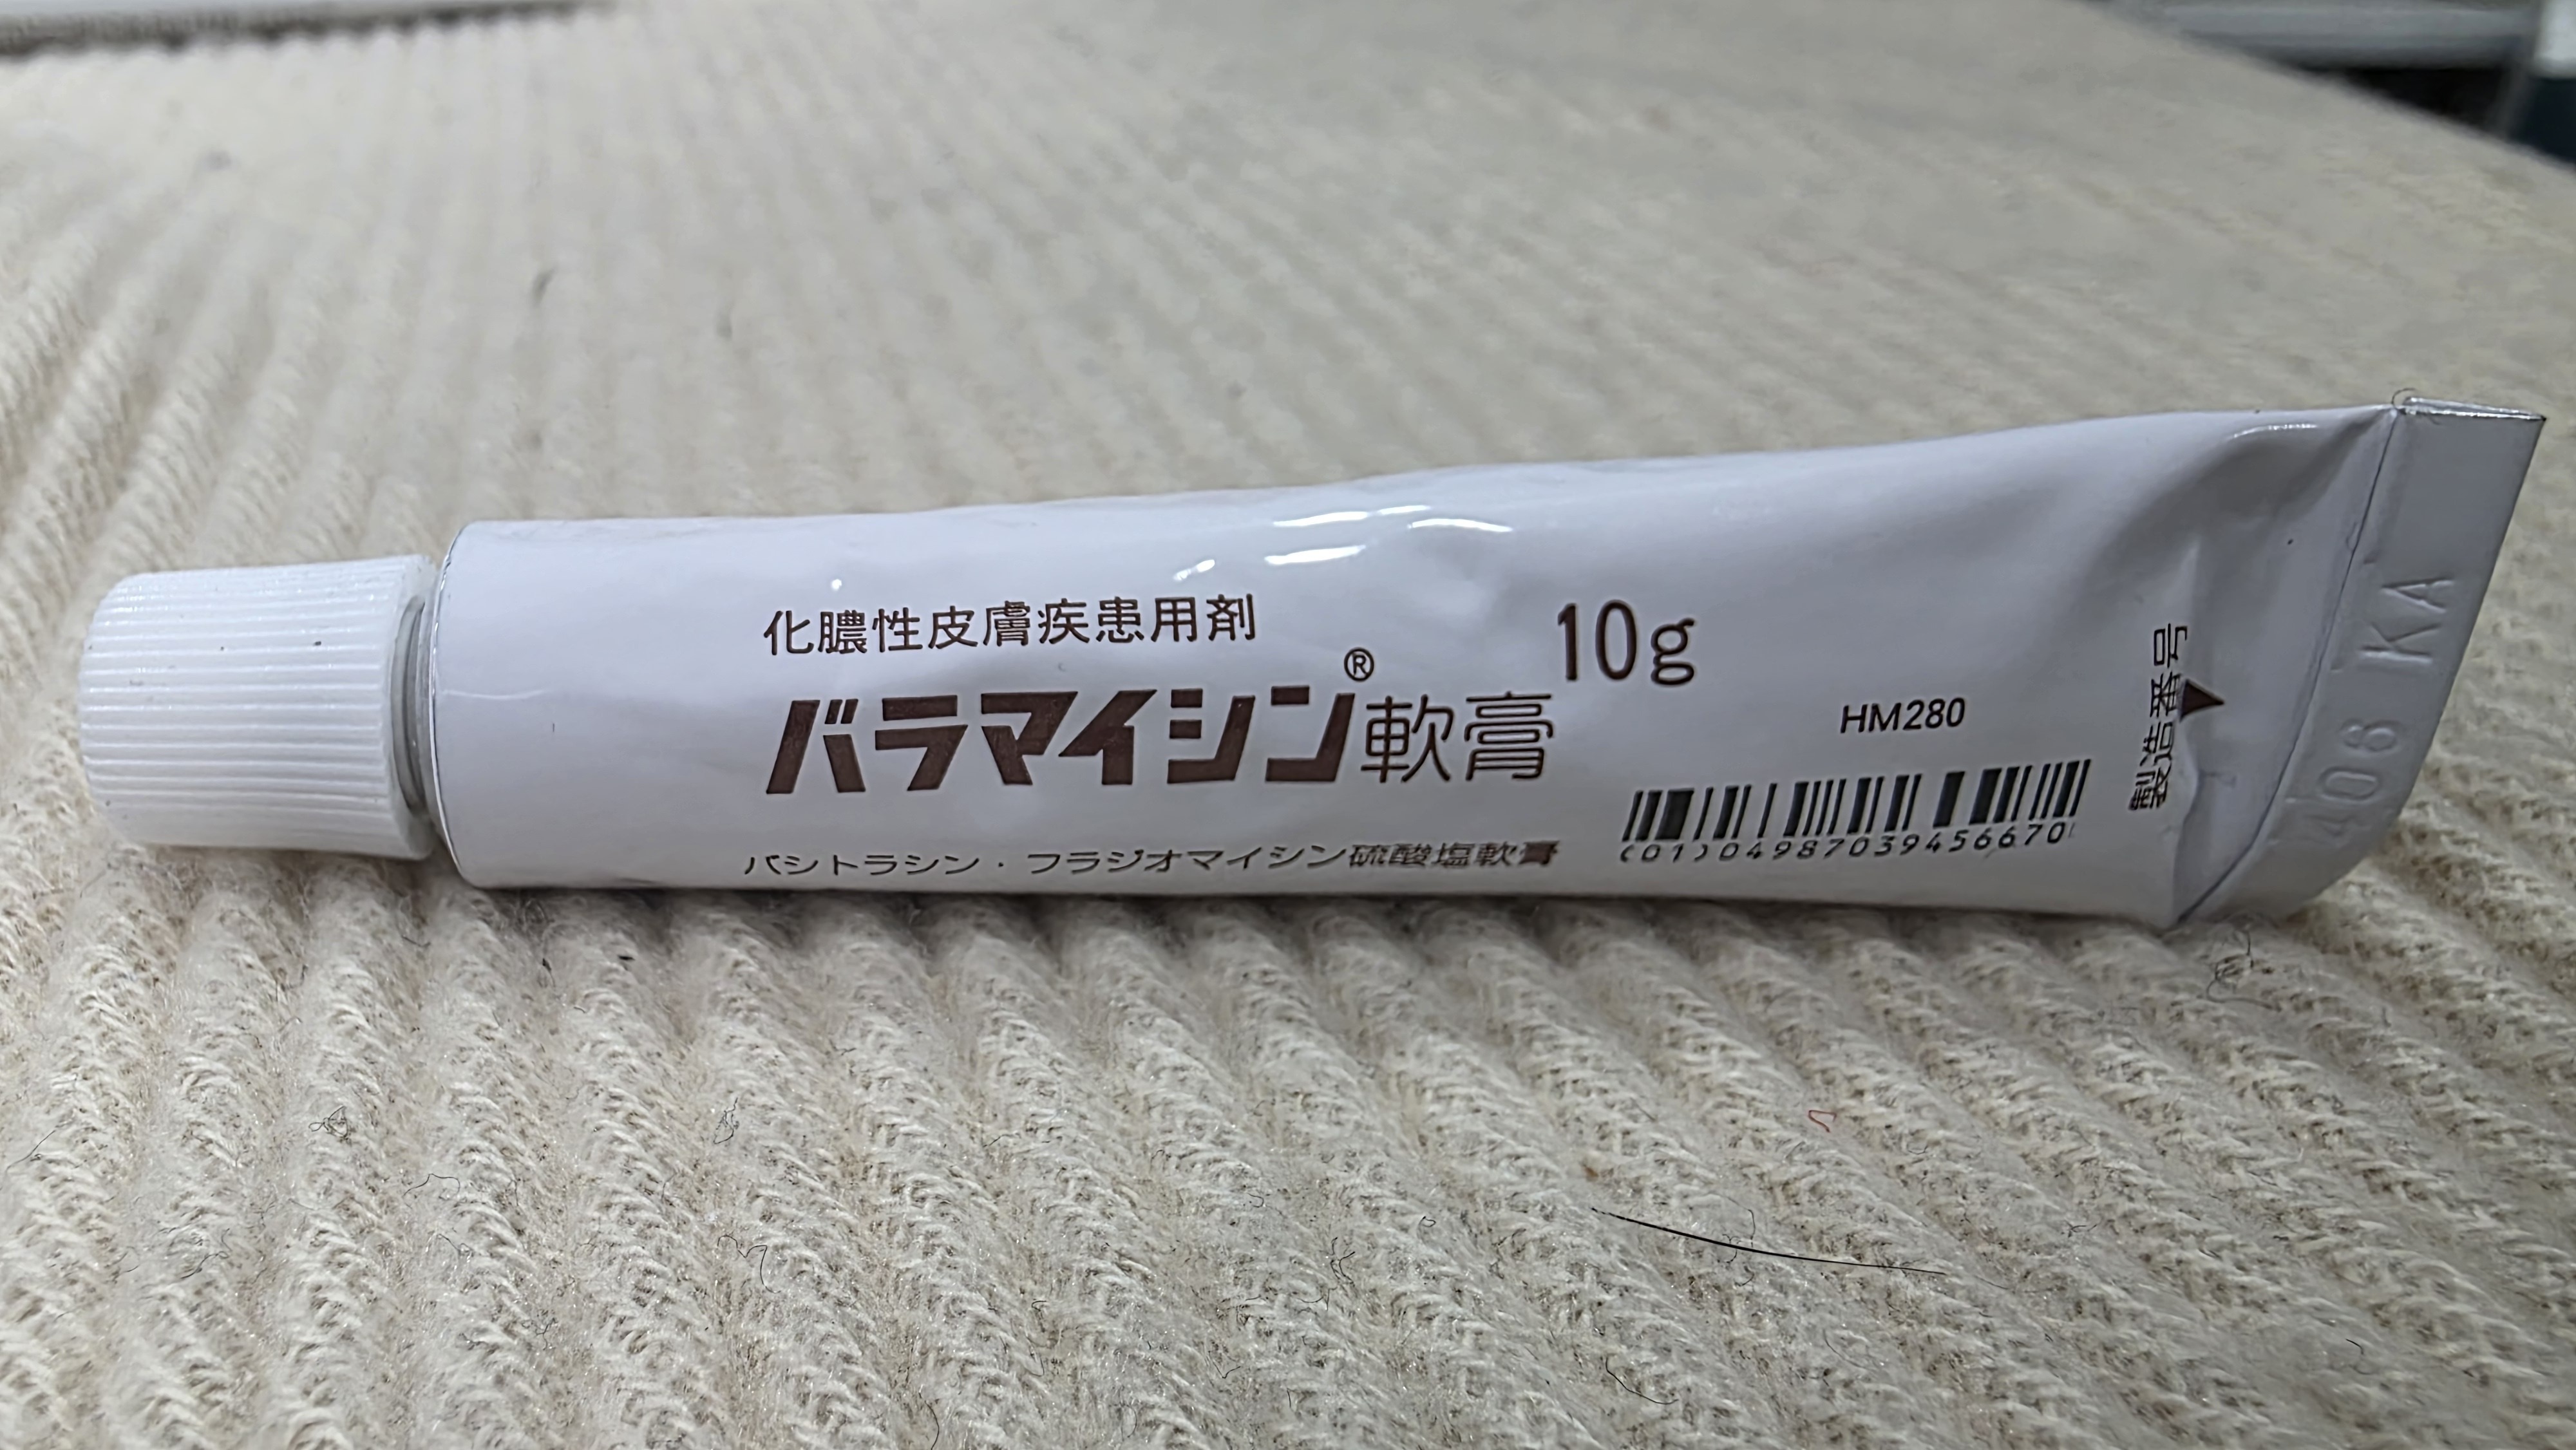 化膿性皮膚疾患用剤
バラマイシン®軟膏 10g
バシトラシン・フラジオマイシン硫酸塩軟膏
HM280
(01)04987039456670
製造番号
406 KA